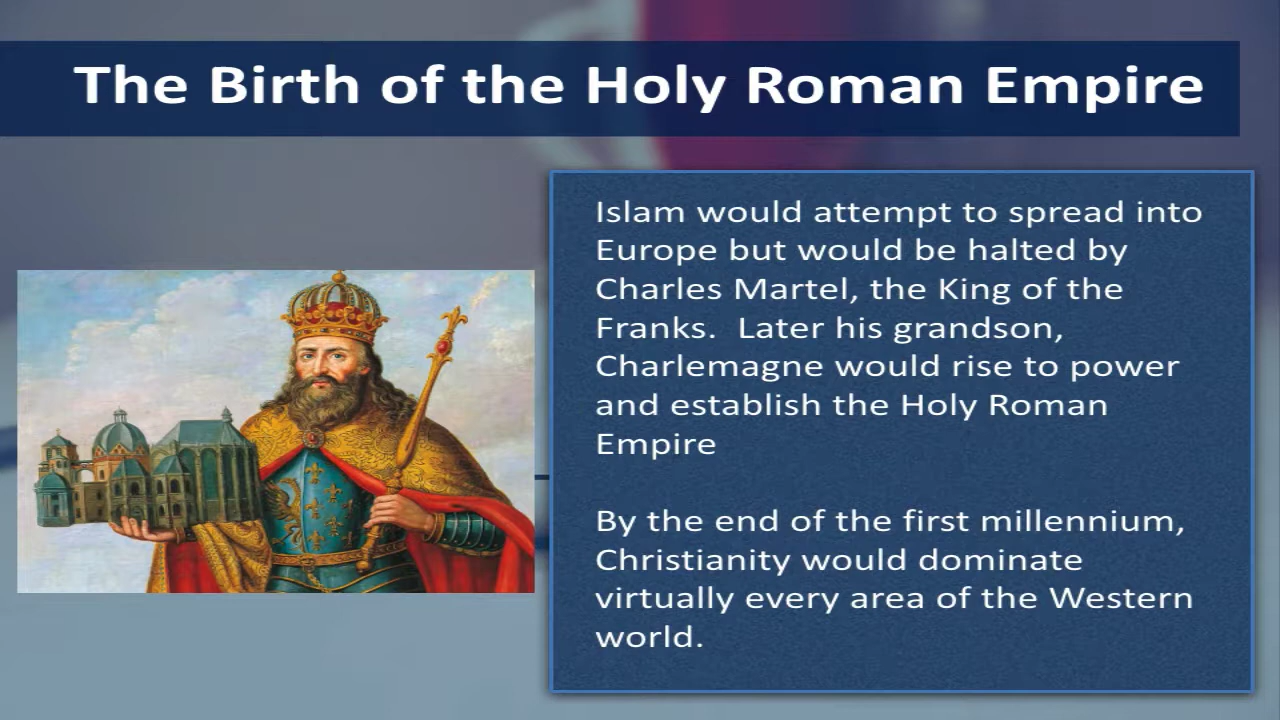 The Birth of the Holy Roman Empire
Islam would attempt to spread into
Europe but would be halted by
Charles Martel, the King of the
Franks.  Later his grandson,
Charlemagne would rise to power
and establish the Holy Roman
Empire
By the end of the first millennium,
Christianity would dominate
virtually every area of the Western
world.